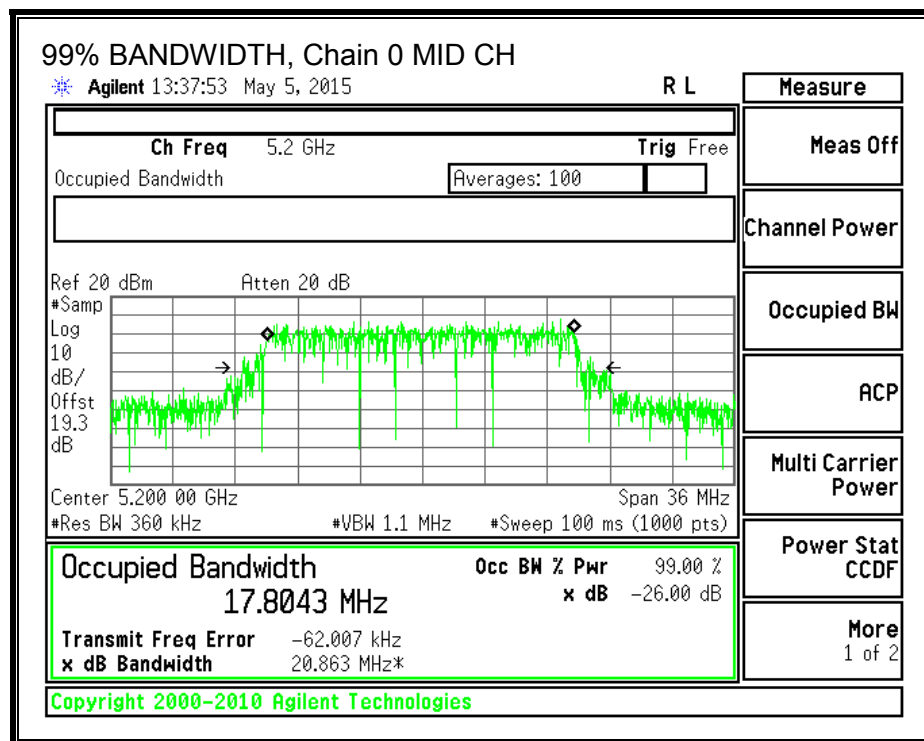 99% BANDWIDTH, Chain 0 MID CH
Agilent 13:37:53 May 5, 2015 R L
Measure
Ch Freq 5.2 GHz Trig Free
Meas Off
Occupied Bandwidth Averages: 100
Channel Power
Ref 20 dBm Atten 20 dB
#Samp
Log
10
dB/
Offst
19.3
dB
Occupied BW
ACP
Center 5.200 00 GHz Span 36 MHz
#Res BW 360 kHz #VBW 1.1 MHz #Sweep 100 ms (1000 pts)
Multi Carrier
Power
Occupied Bandwidth Occ BW % Pwr 99.00 %
17.8043 MHz x dB -26.00 dB
Transmit Freq Error -62.007 kHz
x dB Bandwidth 20.863 MHz*
Power Stat
CCDF
More
1 of 2
Copyright 2000-2010 Agilent Technologies